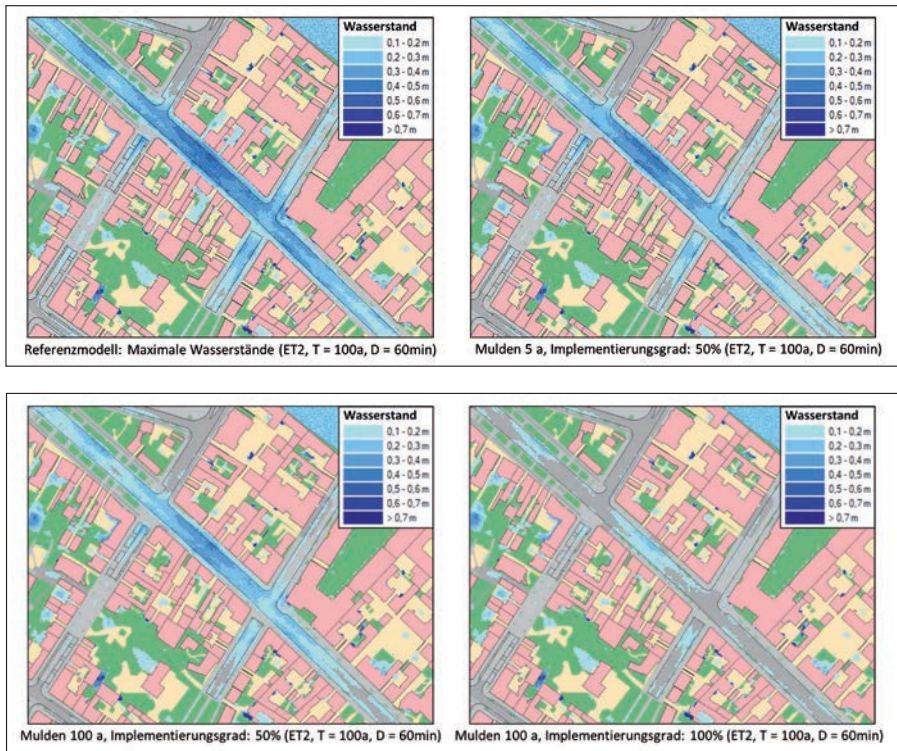 Wasserstand
0,1 - 0,2 m
0,2 - 0,3 m
0,3 - 0,4 m
0,4 - 0,5 m
0,5 - 0,6 m
0,6 - 0,7 m
> 0,7 m
Referenzmodell: Maximale Wasserstände (ET2, T = 100a, D = 60min)
Wasserstand
0,1 - 0,2 m
0,2 - 0,3 m
0,3 - 0,4 m
0,4 - 0,5 m
0,5 - 0,6 m
0,6 - 0,7 m
> 0,7 m
Mulden 5 a, Implementierungsgrad: 50% (ET2, T = 100a, D = 60min)
Wasserstand
0,1 - 0,2 m
0,2 - 0,3 m
0,3 - 0,4 m
0,4 - 0,5 m
0,5 - 0,6 m
0,6 - 0,7 m
> 0,7 m
Mulden 100 a, Implementierungsgrad: 50% (ET2, T = 100a, D = 60min)
Wasserstand
0,1 - 0,2 m
0,2 - 0,3 m
0,3 - 0,4 m
0,4 - 0,5 m
0,5 - 0,6 m
0,6 - 0,7 m
> 0,7 m
Mulden 100 a, Implementierungsgrad: 100% (ET2, T = 100a, D = 60min)